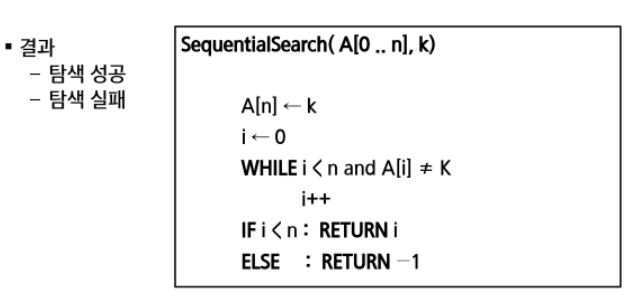 ▪ 결과
– 탐색 성공
– 탐색 실패
SequentialSearch( A[0 .. n], k)
A[n] ← k
i ← 0
WHILE i < n and A[i] ≠ K
i++
IF i < n : RETURN i
ELSE : RETURN –1